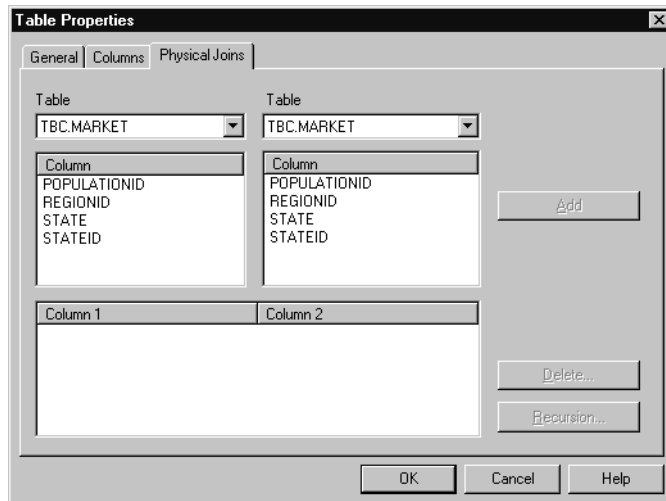 Table Properties
General Columns Physical Joins
Table Table
TBC.MARKET TBC.MARKET
Column Column
POPULATIONID POPULATIONID
REGIONID REGIONID
STATE STATE
STATEID STATEID
Add
Column 1 Column 2
Delete...
Recursion...
OK Cancel Help